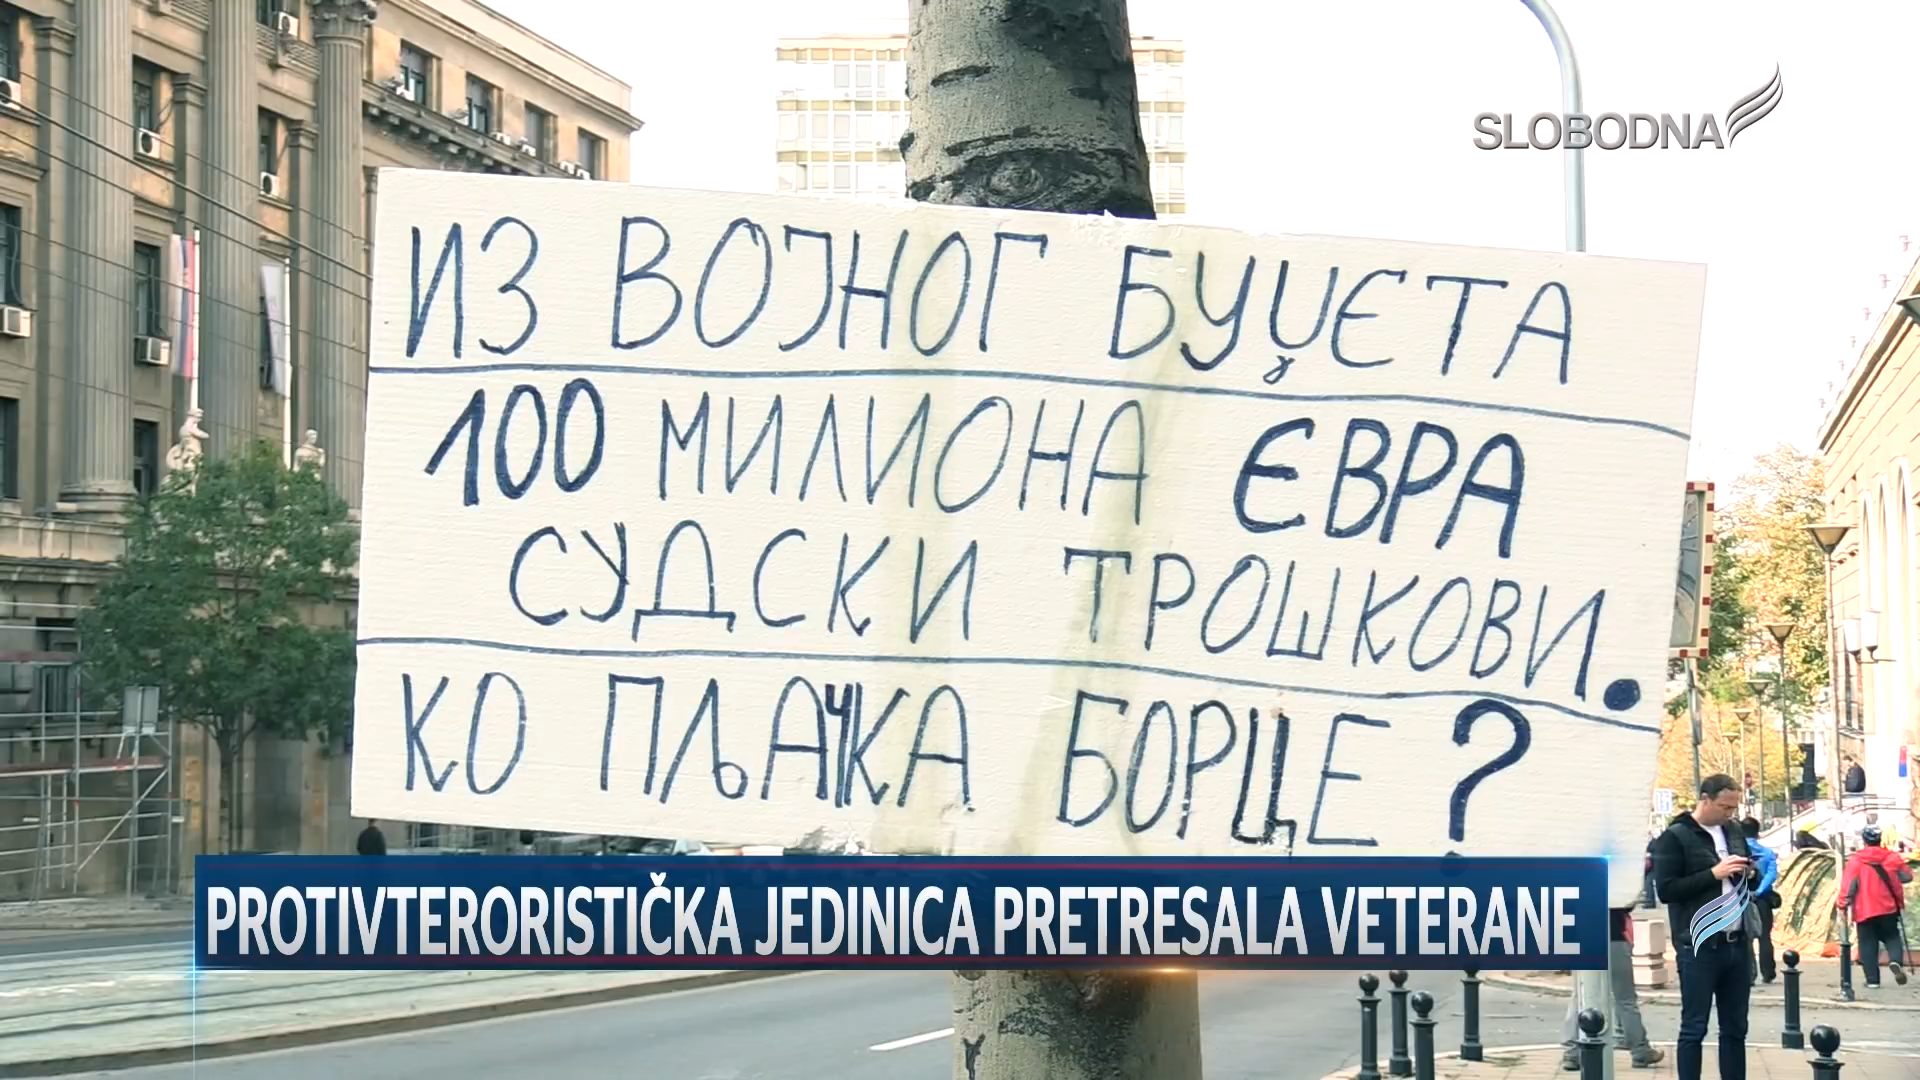 SLOBODNA
ИЗ ВОЈНОГ БУЏЕТА
100 МИЛИОНА ЕВРА
СУДСКИ ТРОШКОВИ.
КО ПЉАЧКА БОРЦЕ?
PROTIVTERORISTIČKA JEDINICA PRETRESALA VETERANE